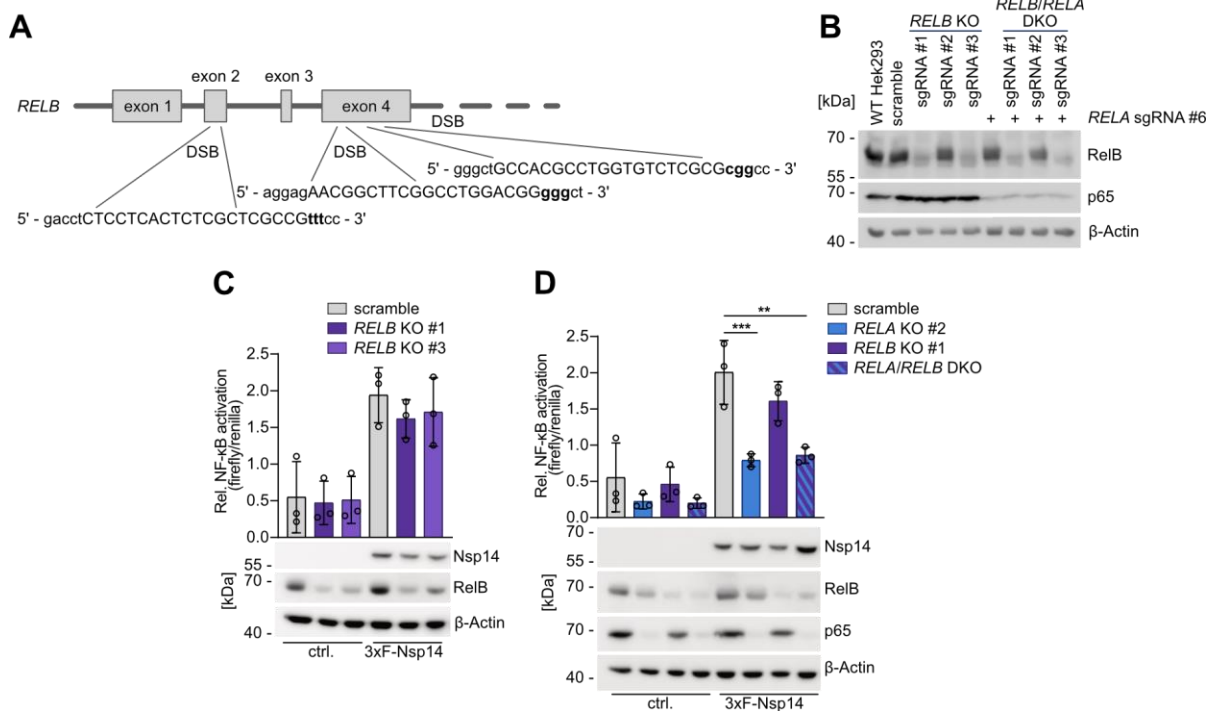 A
exon 2
exon 3
RELB
exon 1
exon 4
DSB
DSB
DSB
5' - gggctGCCACGCCTGGTGTCTCGCGcggcc - 3'
5' - aggagAACGGCTTCGGCCTGGACGGgggct - 3'
5' - gacctCTCCTCACTCTCGCTCGCCGtttcc - 3'
B
RELB KO
RELB/RELA
DKO
[kDa]
WT Hek293
scramble
sgRNA #1
sgRNA #2
sgRNA #3
sgRNA #1
sgRNA #2
sgRNA #3
+ + + + RELA sgRNA #6
70 -
RelB
55 -
70 -
p65
β-Actin
40 -
C
scramble
RELB KO #1
RELB KO #3
Rel. NF-κB activation
(firefly/renilla)
2.5
2.0
1.5
1.0
0.5
0.0
Nsp14
55 -
70 -
RelB
[kDa]
β-Actin
40 -
ctrl.
3xF-Nsp14
D
scramble
RELA KO #2
RELB KO #1
RELA/RELB DKO
**
***
Rel. NF-κB activation
(firefly/renilla)
2.5
2.0
1.5
1.0
0.5
0.0
70 -
Nsp14
55 -
70 -
RelB
[kDa]
70 -
p65
β-Actin
40 -
ctrl.
3xF-Nsp14